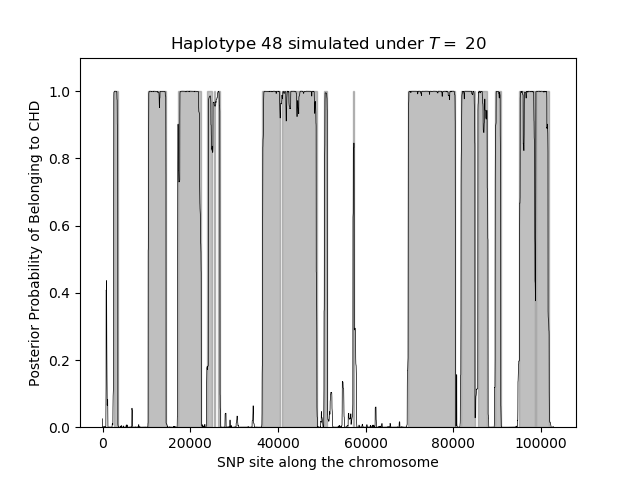 Haplotype 48 simulated under T = 20
Posterior Probability of Belonging to CHD
1.0
0.8
0.6
0.4
0.2
0.0
0 20000 40000 60000 80000 100000
SNP site along the chromosome